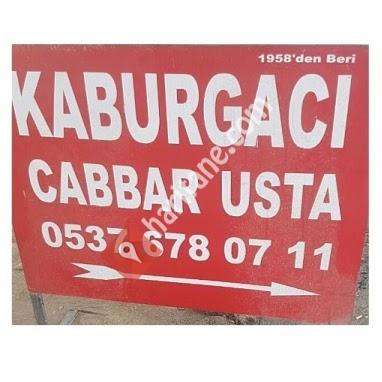 1958'den Beri
KABURGACI
CABBAR USTA
0537 678 07 11